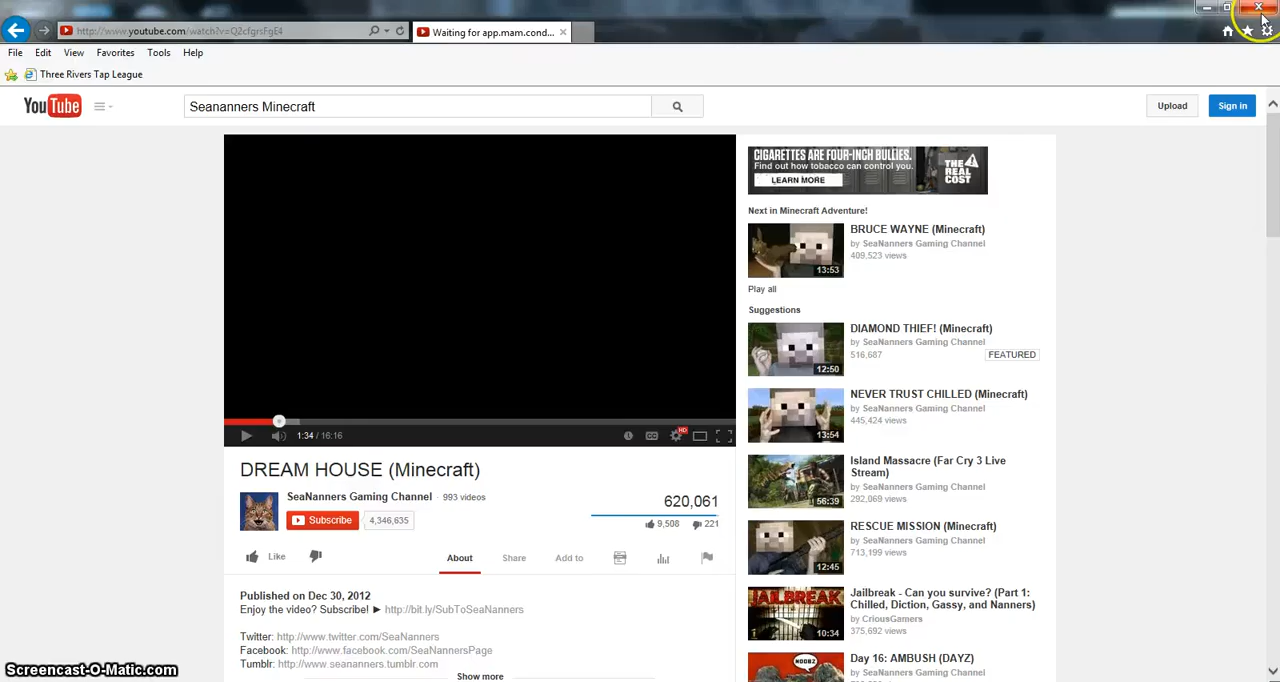 http://www.youtube.com/watch?v=Q2cfgrsFgE4
Waiting for app.mam.cond...
File Edit View Favorites Tools Help
Three Rivers Tap League
YouTube
Seananners Minecraft
Upload
Sign in
CIGARETTES ARE FOUR-INCH BULLIES.
Find out how tobacco can control you.
LEARN MORE
THE REAL COST
Next in Minecraft Adventure!
BRUCE WAYNE (Minecraft)
by SeaNanners Gaming Channel
409,523 views
13:53
Play all
Suggestions
DIAMOND THIEF! (Minecraft)
by SeaNanners Gaming Channel
516,687
FEATURED
12:50
NEVER TRUST CHILLED (Minecraft)
by SeaNanners Gaming Channel
445,424 views
13:54
Island Massacre (Far Cry 3 Live
Stream)
by SeaNanners Gaming Channel
292,069 views
56:39
RESCUE MISSION (Minecraft)
by SeaNanners Gaming Channel
713,199 views
12:45
Jailbreak - Can you survive? (Part 1:
Chilled, Diction, Gassy, and Nanners)
by CriousGamers
375,692 views
JAILBREAK
10:34
Day 16: AMBUSH (DAYZ)
NOOBZ
1:34 / 16:16
CC
HD
DREAM HOUSE (Minecraft)
SeaNanners Gaming Channel · 993 videos
Subscribe 4,346,635
620,061
9,508 221
Like
About Share Add to
Published on Dec 30, 2012
Enjoy the video? Subscribe! ► http://bit.ly/SubToSeaNanners
Twitter: http://www.twitter.com/SeaNanners
Facebook: http://www.facebook.com/SeaNannersPage
Tumblr: http://www.seananners.tumblr.com
Show more
Screencast-O-Matic.com